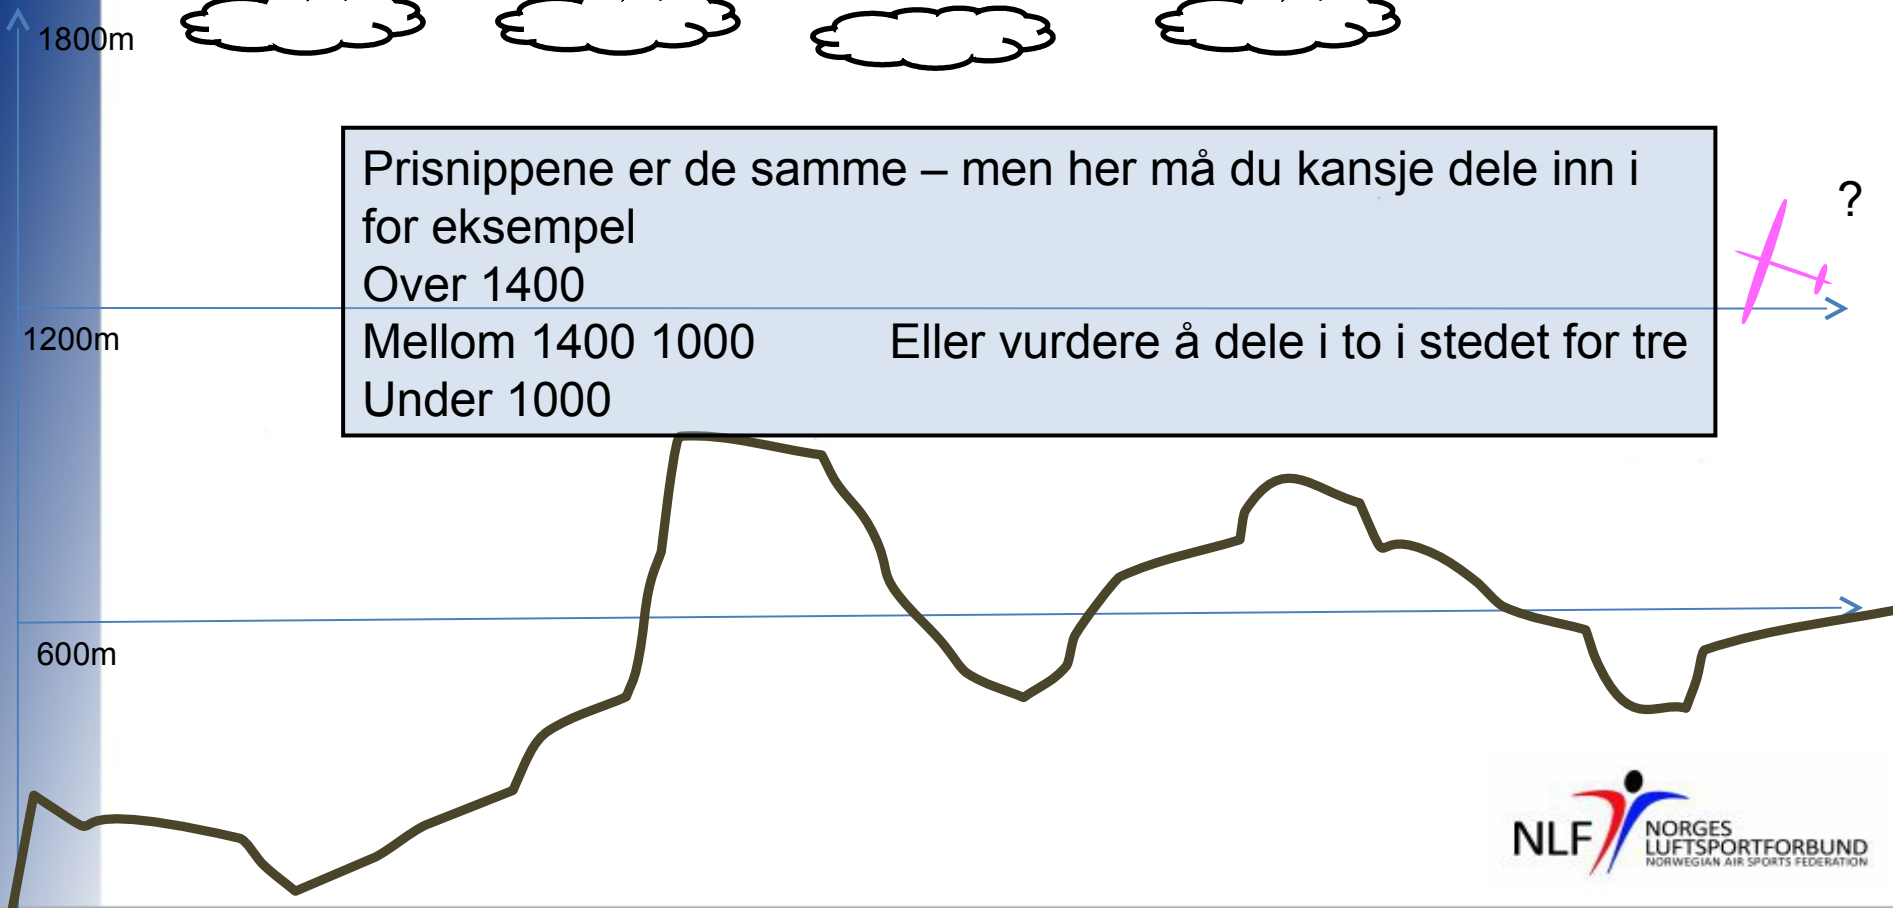 1800m
Prisnippene er de samme – men her må du kansje dele inn i
for eksempel
Over 1400
Mellom 1400 1000 Eller vurdere å dele i to i stedet for tre
Under 1000
?
1200m
600m
NLF
NORGES
LUFTSPORTFORBUND
NORWEGIAN AIR SPORTS FEDERATION